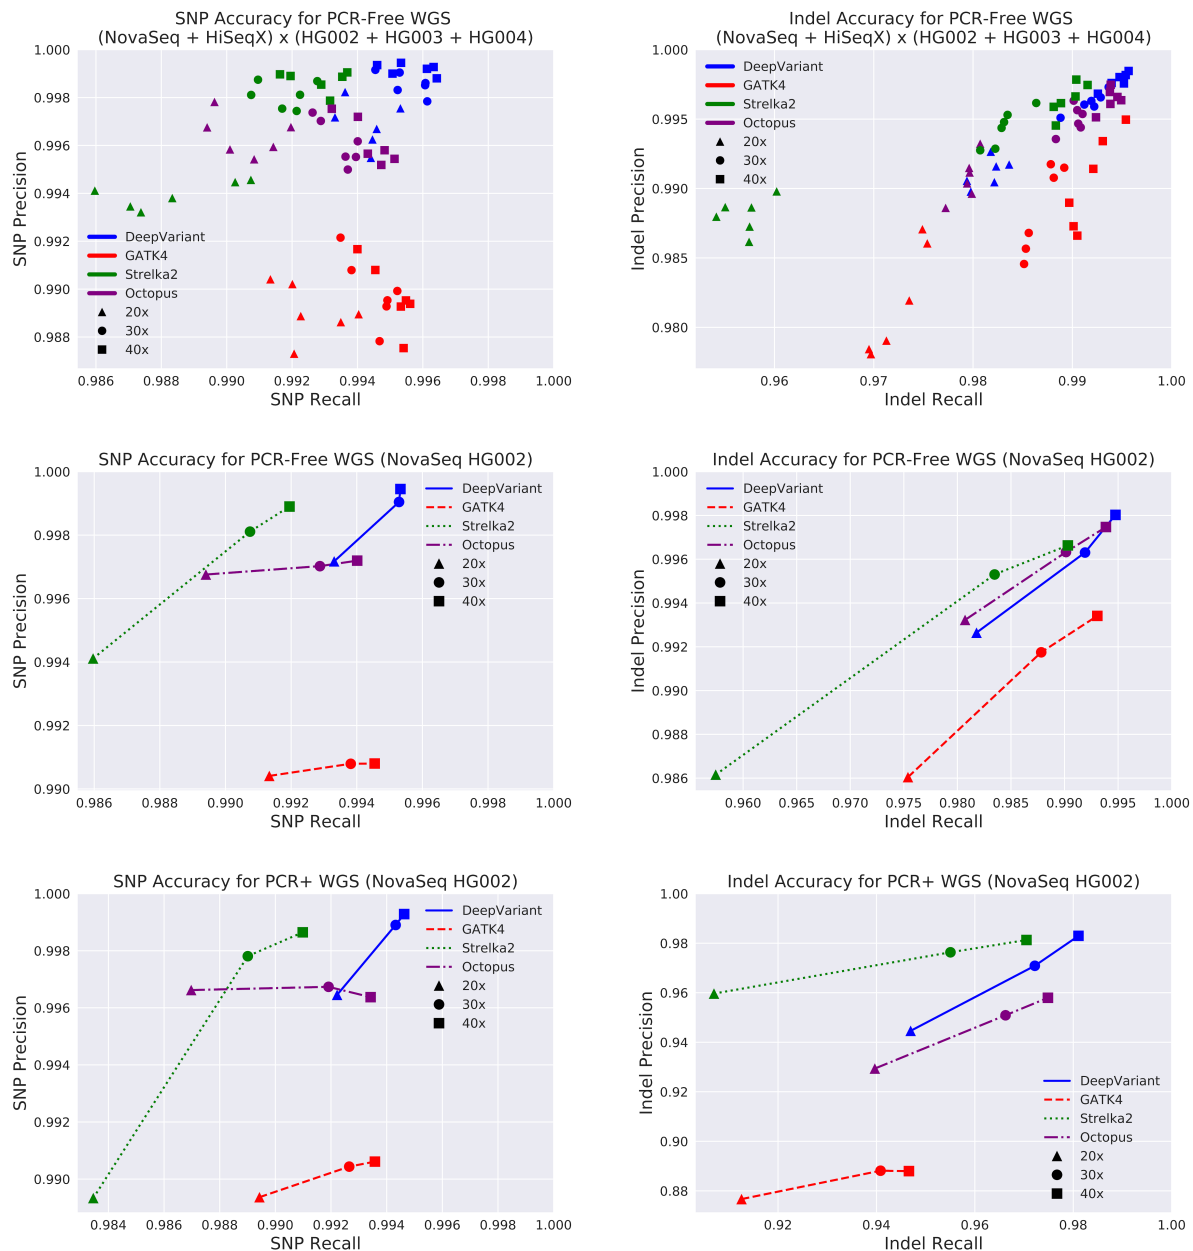 SNP Accuracy for PCR-Free WGS
(NovaSeq + HiSeqX) x (HG002 + HG003 + HG004)
1.000
0.998
0.996
0.994
0.992
0.990
0.988
SNP Precision
DeepVariant
GATK4
Strelka2
Octopus
20x
30x
40x
0.986 0.988 0.990 0.992 0.994 0.996 0.998 1.000
SNP Recall
Indel Accuracy for PCR-Free WGS
(NovaSeq + HiSeqX) x (HG002 + HG003 + HG004)
1.000
0.995
0.990
0.985
0.980
Indel Precision
DeepVariant
GATK4
Strelka2
Octopus
20x
30x
40x
0.96 0.97 0.98 0.99 1.00
Indel Recall
SNP Accuracy for PCR-Free WGS (NovaSeq HG002)
1.000
0.998
0.996
0.994
0.992
0.990
SNP Precision
DeepVariant
GATK4
Strelka2
Octopus
20x
30x
40x
0.986 0.988 0.990 0.992 0.994 0.996 0.998 1.000
SNP Recall
Indel Accuracy for PCR-Free WGS (NovaSeq HG002)
1.000
0.998
0.996
0.994
0.992
0.990
0.988
0.986
Indel Precision
DeepVariant
GATK4
Strelka2
Octopus
20x
30x
40x
0.960 0.965 0.970 0.975 0.980 0.985 0.990 0.995 1.000
Indel Recall
SNP Accuracy for PCR+ WGS (NovaSeq HG002)
1.000
0.998
0.996
0.994
0.992
0.990
SNP Precision
DeepVariant
GATK4
Strelka2
Octopus
20x
30x
40x
0.984 0.986 0.988 0.990 0.992 0.994 0.996 0.998 1.000
SNP Recall
Indel Accuracy for PCR+ WGS (NovaSeq HG002)
1.00
0.98
0.96
0.94
0.92
0.90
0.88
Indel Precision
DeepVariant
GATK4
Strelka2
Octopus
20x
30x
40x
0.92 0.94 0.96 0.98 1.00
Indel Recall